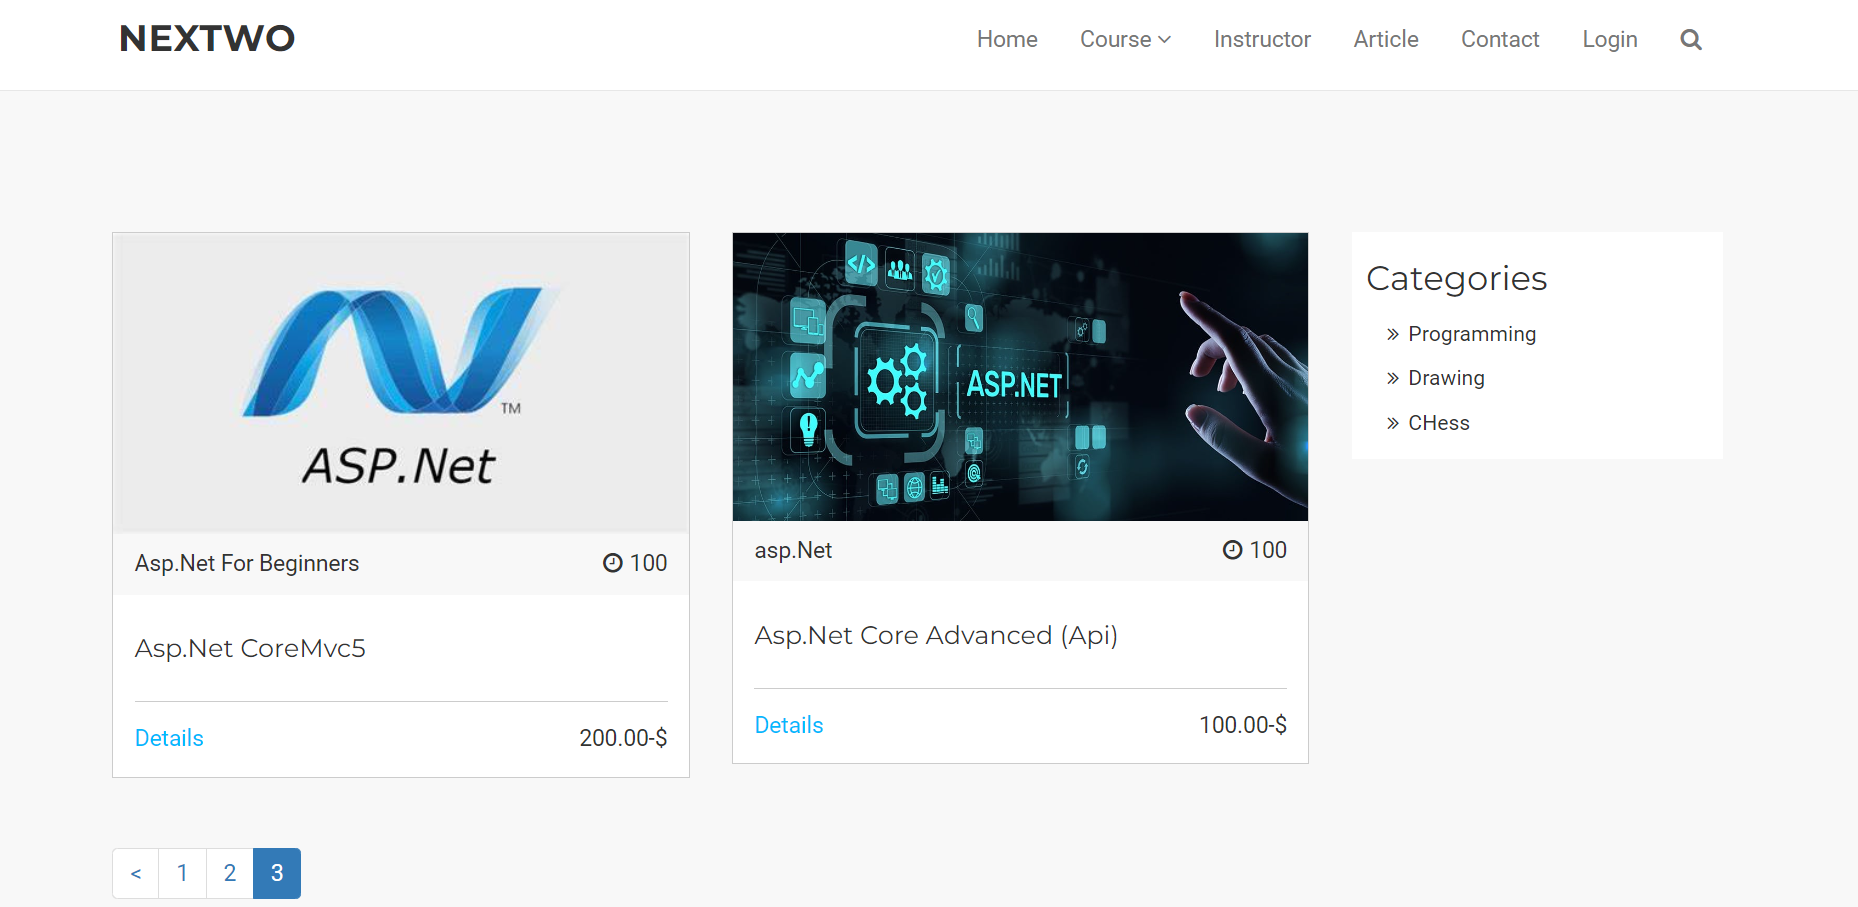 NEXTWO
Home Course Instructor Article Contact Login
TM
ASP.Net
Asp.Net For Beginners 100
Asp.Net CoreMvc5
Details 200.00-$
</>
ASP.NET
asp.Net 100
Asp.Net Core Advanced (Api)
Details 100.00-$
Categories
» Programming
» Drawing
» CHess
< 1 2 3